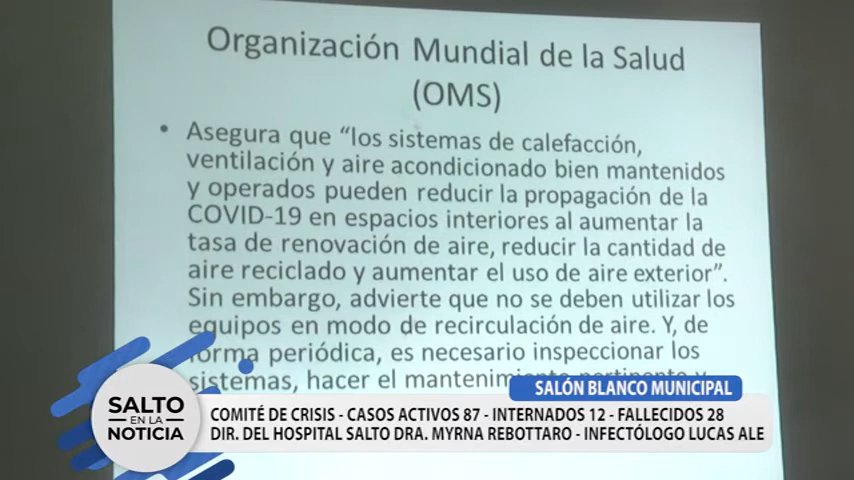 Organización Mundial de la Salud
(OMS)
• Asegura que “los sistemas de calefacción,
ventilación y aire acondicionado bien mantenidos
y operados pueden reducir la propagación de la
COVID-19 en espacios interiores al aumentar la
tasa de renovación de aire, reducir la cantidad de
aire reciclado y aumentar el uso de aire exterior”.
Sin embargo, advierte que no se deben utilizar los
equipos en modo de recirculación de aire. Y, de
forma periódica, es necesario inspeccionar los
sistemas, hacer el mantenimiento pertinente y
SALÓN BLANCO MUNICIPAL
SALTO
EN LA
NOTICIA
COMITÉ DE CRISIS - CASOS ACTIVOS 87 - INTERNADOS 12 - FALLECIDOS 28
DIR. DEL HOSPITAL SALTO DRA. MYRNA REBOTTARO - INFECTÓLOGO LUCAS ALE